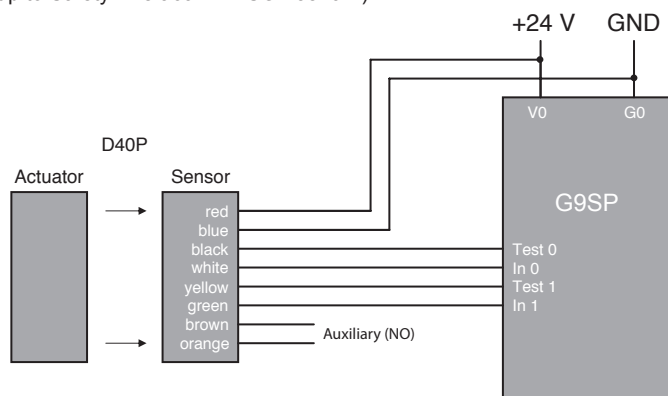 +24 V GND
V0 G0
D40P
Actuator Sensor
G9SP
red
blue
black Test 0
white In 0
yellow Test 1
green In 1
brown
orange
Auxiliary (NO)